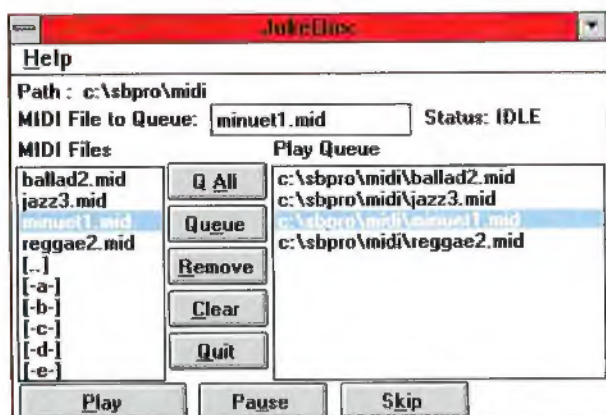 JukeBox
Help
Path : c:\sbpro\midi
MIDI File to Queue: minuet1.mid Status: IDLE
MIDI Files Play Queue
ballad2.mid
jazz3.mid
minuet1.mid
reggae2.mid
[..]
[-a-]
[-b-]
[-c-]
[-d-]
[-e-]
Q All
Queue
Remove
Clear
Quit
c:\sbpro\midi\ballad2.mid
c:\sbpro\midi\jazz3.mid
c:\sbpro\midi\minuet1.mid
c:\sbpro\midi\reggae2.mid
Play Pause Skip